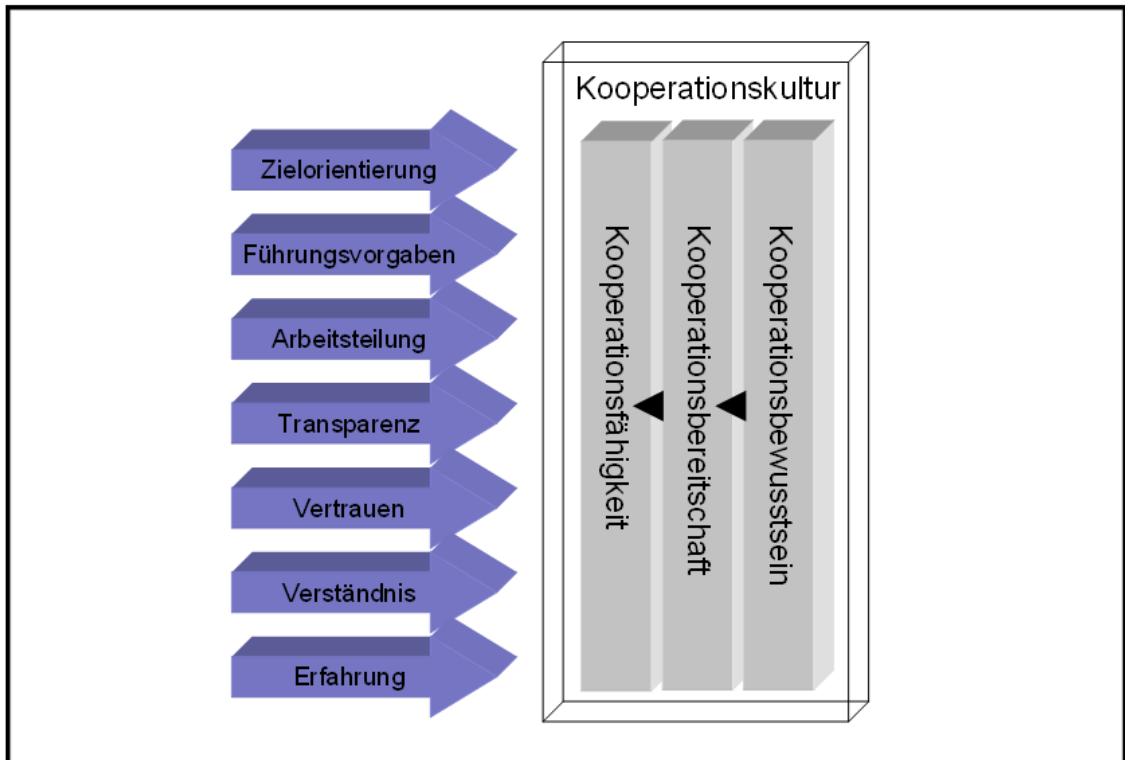 Kooperationskultur
Zielorientierung
Führungsvorgaben
Arbeitsteilung
Transparenz
Vertrauen
Verständnis
Erfahrung
Kooperationsfähigkeit
Kooperationsbereitschaft
Kooperationsbewusstsein